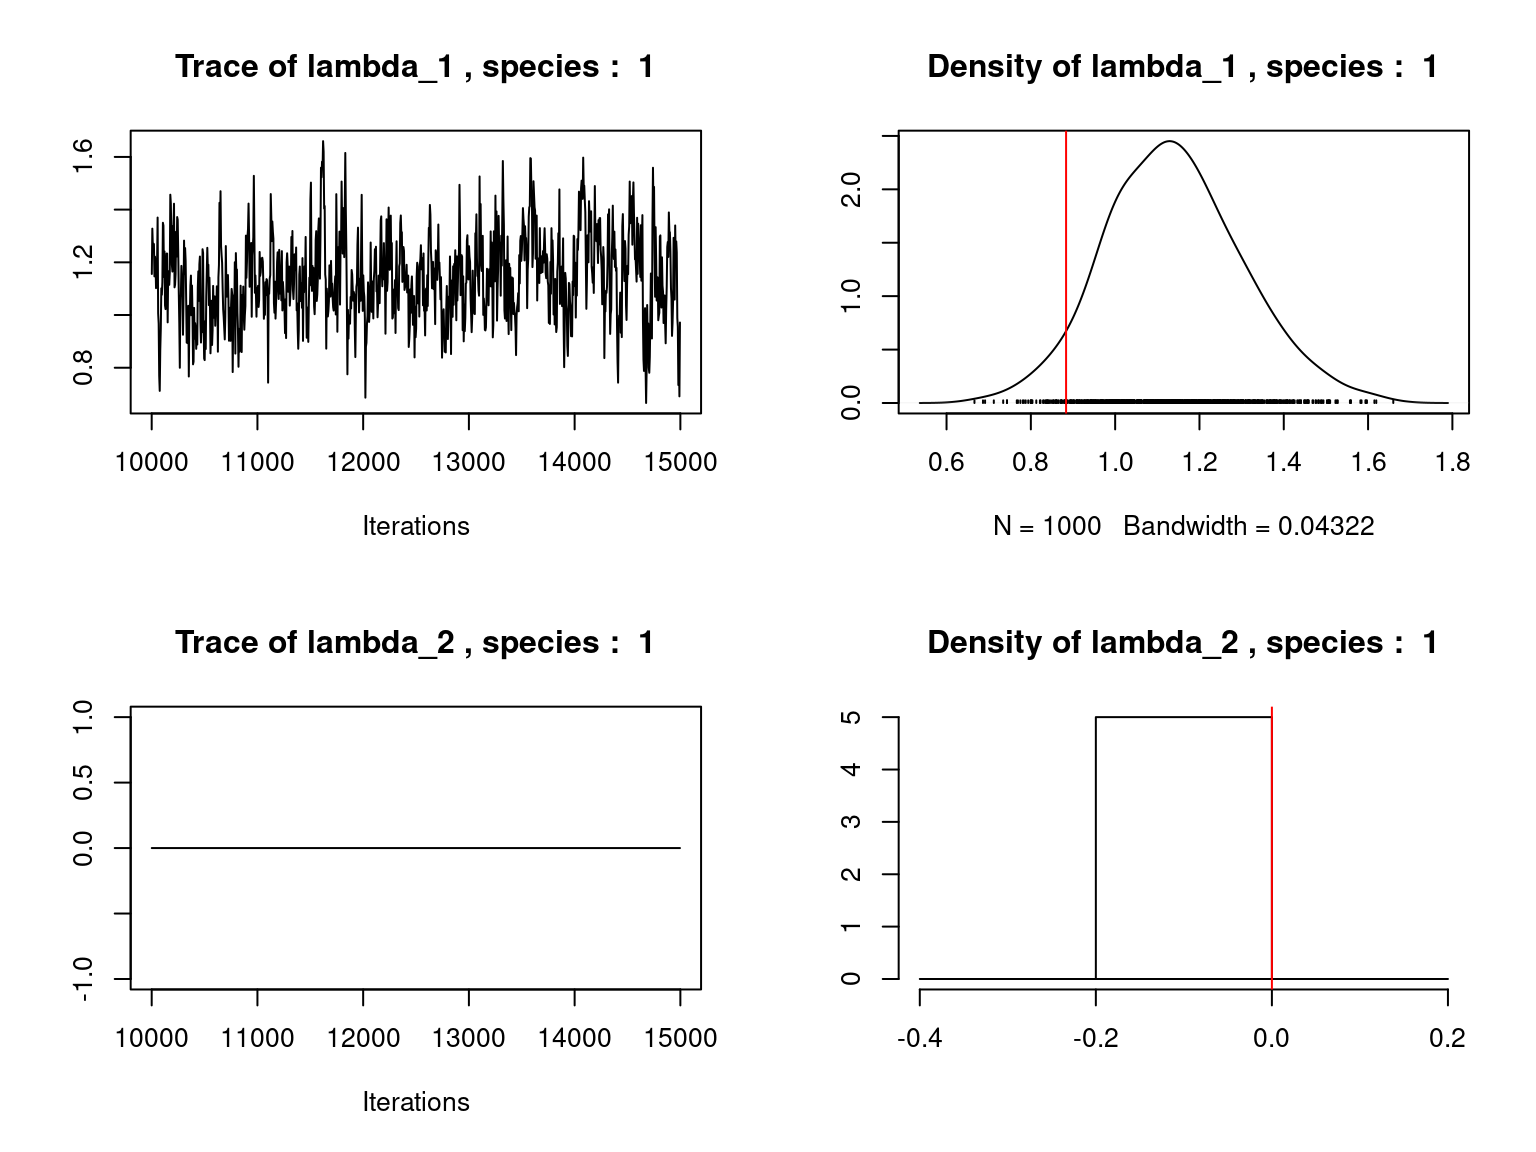 Trace of lambda_1 , species :  1
Density of lambda_1 , species :  1
1.6
1.2
0.8
10000 11000 12000 13000 14000 15000
Iterations
2.0
1.0
0.0
0.6 0.8 1.0 1.2 1.4 1.6 1.8
N = 1000   Bandwidth = 0.04322
Trace of lambda_2 , species :  1
Density of lambda_2 , species :  1
1.0
0.5
0.0
-1.0
10000 11000 12000 13000 14000 15000
Iterations
5
4
3
2
1
0
-0.4 -0.2 0.0 0.2